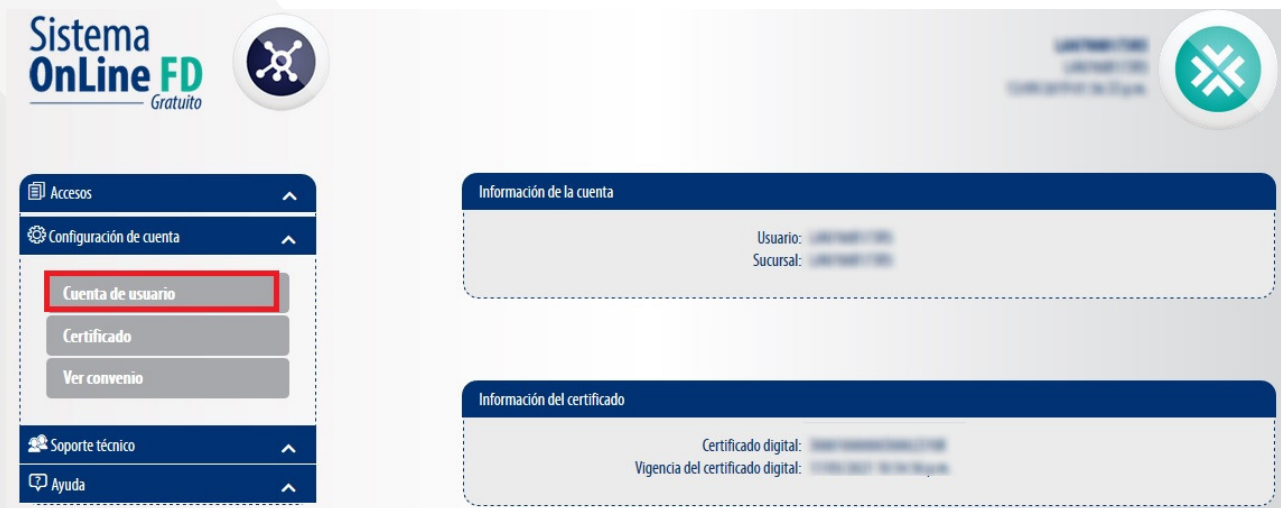 Sistema
OnLine FD
Gratuito
Accesos
Configuración de cuenta
Cuenta de usuario
Certificado
Ver convenio
Soporte técnico
Ayuda
Información de la cuenta
Usuario:
Sucursal:
Información del certificado
Certificado digital:
Vigencia del certificado digital: